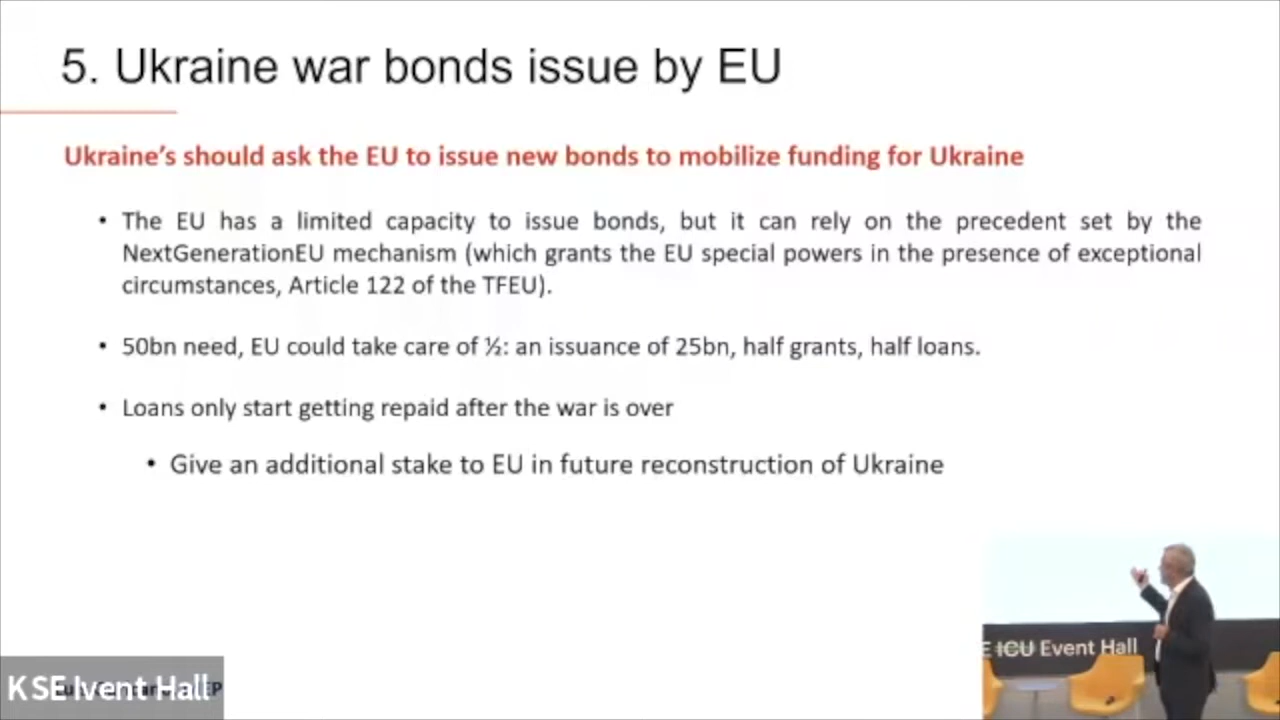 5. Ukraine war bonds issue by EU
Ukraine's should ask the EU to issue new bonds to mobilize funding for Ukraine
• The EU has a limited capacity to issue bonds, but it can rely on the precedent set by the
NextGenerationEU mechanism (which grants the EU special powers in the presence of exceptional
circumstances, Article 122 of the TFEU).
• 50bn need, EU could take care of ½: an issuance of 25bn, half grants, half loans.
• Loans only start getting repaid after the war is over
• Give an additional stake to EU in future reconstruction of Ukraine
E ICU Event Hall
KSE Ivent Hall